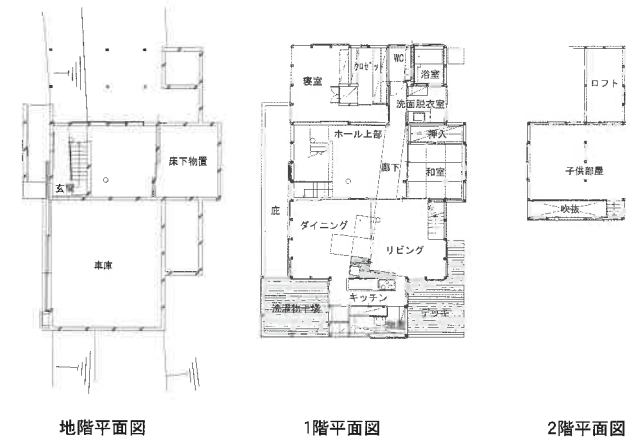 床下物置
玄関
車庫
地階平面図
寝室
クロゼット
WC
浴室
洗面脱衣室
ホール上部
押入
廊下
和室
庇
ダイニング
リビング
キッチン
洗濯物干場
デッキ
1階平面図
ロフト
子供部屋
吹抜
2階平面図